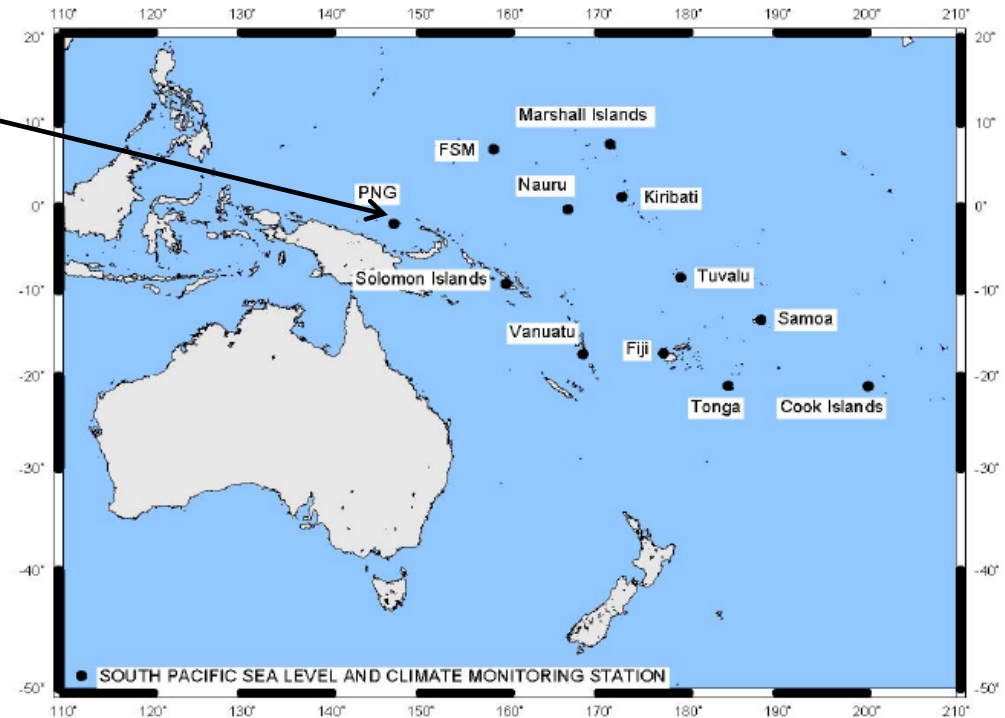 110° 120° 130° 140° 150° 160° 170° 180° 190° 200° 210°
20° 20°
Marshall Islands
10° 10°
FSM
Nauru
PNG
Kiribati
0° 0°
Solomon Islands
Tuvalu
-10° -10°
Samoa
Vanuatu
Fiji
-20° -20°
Tonga
Cook Islands
-30° -30°
-40° -40°
SOUTH PACIFIC SEA LEVEL AND CLIMATE MONITORING STATION
-50° -50°
110° 120° 130° 140° 150° 160° 170° 180° 190° 200° 210°